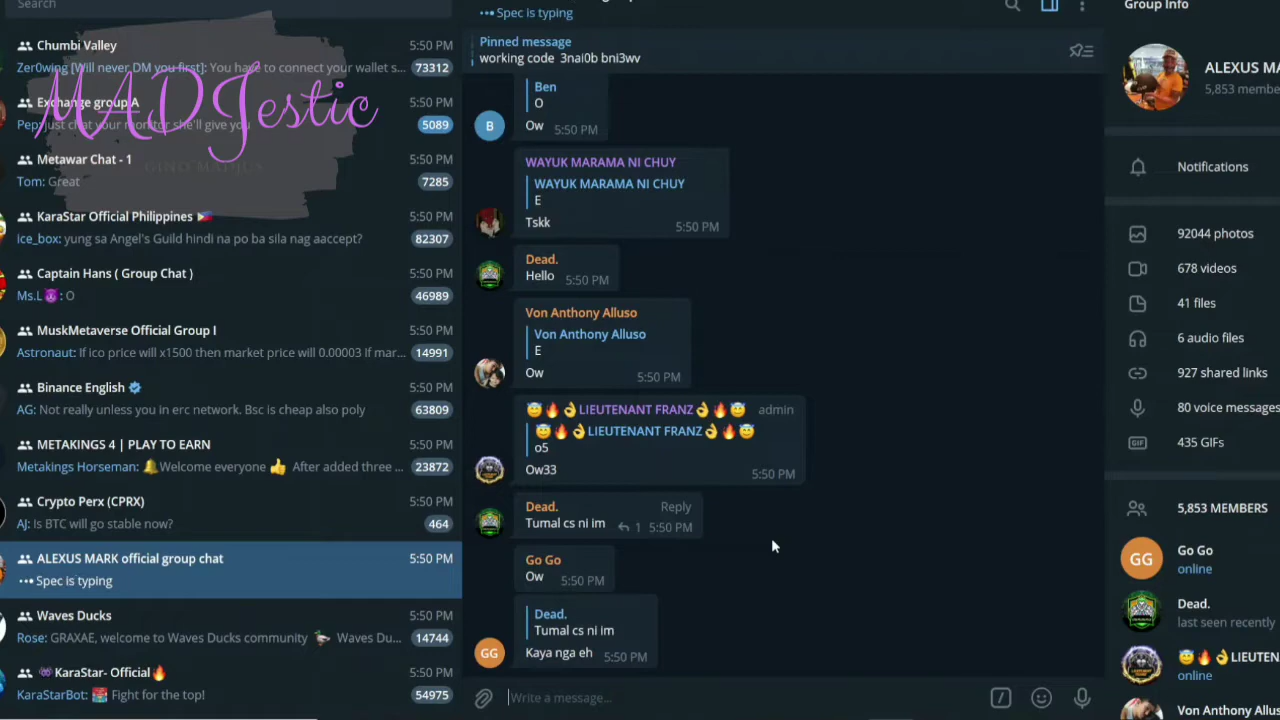 Search
Chumbi Valley
5:50 PM
Zer0wing [Will never DM you first]: You have to connect your wallet s...
73312
MADJestic
GINO MADJUS
Exchange group A
5:50 PM
Pep: just chat your monitor she'll give you
5089
Metawar Chat - 1
5:50 PM
Tom: Great
7285
KaraStar Official Philippines 🇵🇭
5:50 PM
Ice_box: yung sa Angel's Guild hindi na po ba sila nag aaccept?
82307
Captain Hans ( Group Chat )
5:50 PM
Ms.L😈: O
46989
MuskMetaverse Official Group I
5:50 PM
Astronaut: If ico price will x1500 then market price will 0.00003 If mar...
14991
Binance English
5:50 PM
AG: Not really unless you in erc network. Bsc is cheap also poly
63809
METAKINGS 4 | PLAY TO EARN
5:50 PM
Metakings Horseman: 🔔Welcome everyone 👍 After added three ...
23872
Crypto Perx (CPRX)
5:50 PM
AJ: Is BTC will go stable now?
464
ALEXUS MARK official group chat
5:50 PM
Spec is typing
Waves Ducks
5:50 PM
Rose: GRAXAE, welcome to Waves Ducks community 🦆 Waves Du...
14744
👾KaraStar- Official🔥
5:50 PM
KaraStarBot: Fight for the top!
54975
Spec is typing
Pinned message
working code 3nai0b bni3wv
Ben
O
Ow 5:50 PM
B
WAYUK MARAMA NI CHUY
WAYUK MARAMA NI CHUY
E
Tskk
5:50 PM
Dead.
Hello 5:50 PM
Von Anthony Alluso
Von Anthony Alluso
E
Ow
5:50 PM
😇🔥👌LIEUTENANT FRANZ👌🔥😇 admin
😇🔥👌LIEUTENANT FRANZ👌🔥😇
o5
Ow33
5:50 PM
Dead. Reply
Tumal cs ni im 1 5:50 PM
Go Go
Ow 5:50 PM
Dead.
Tumal cs ni im
Kaya nga eh 5:50 PM
GG
Write a message...
Group Info
ALEXUS M
5,853 membe
Notifications
92044 photos
678 videos
41 files
6 audio files
927 shared links
80 voice messages
GIF
435 GIFs
5,853 MEMBERS
GG
Go Go
online
Dead.
last seen recently
😇🔥👌LIEUTEN
online
Von Anthony Allus